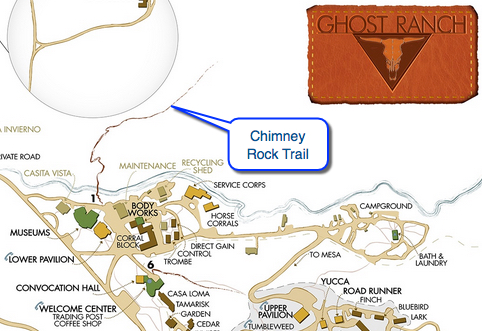 GHOST RANCH
Chimney
Rock Trail
A INVIERNO
RIVATE ROAD
CASITA VISTA
MAINTENANCE
RECYCLING
SHED
SERVICE CORPS
1
BODY
WORKS
HORSE
CORRALS
CAMPGROUND
MUSEUMS
CORRAL
BLOCK
DIRECT GAIN
CONTROL
TROMBE
TO MESA
BATH &
LAUNDRY
LOWER PAVILION
6
CONVOCATION HALL
CASA LOMA
TAMARISK
GARDEN
CEDAR
WELCOME CENTER
TRADING POST
COFFEE SHOP
YUCCA
ROAD RUNNER
FINCH
BLUEBIRD
LARK
UPPER
PAVILION
TUMBLEWEED